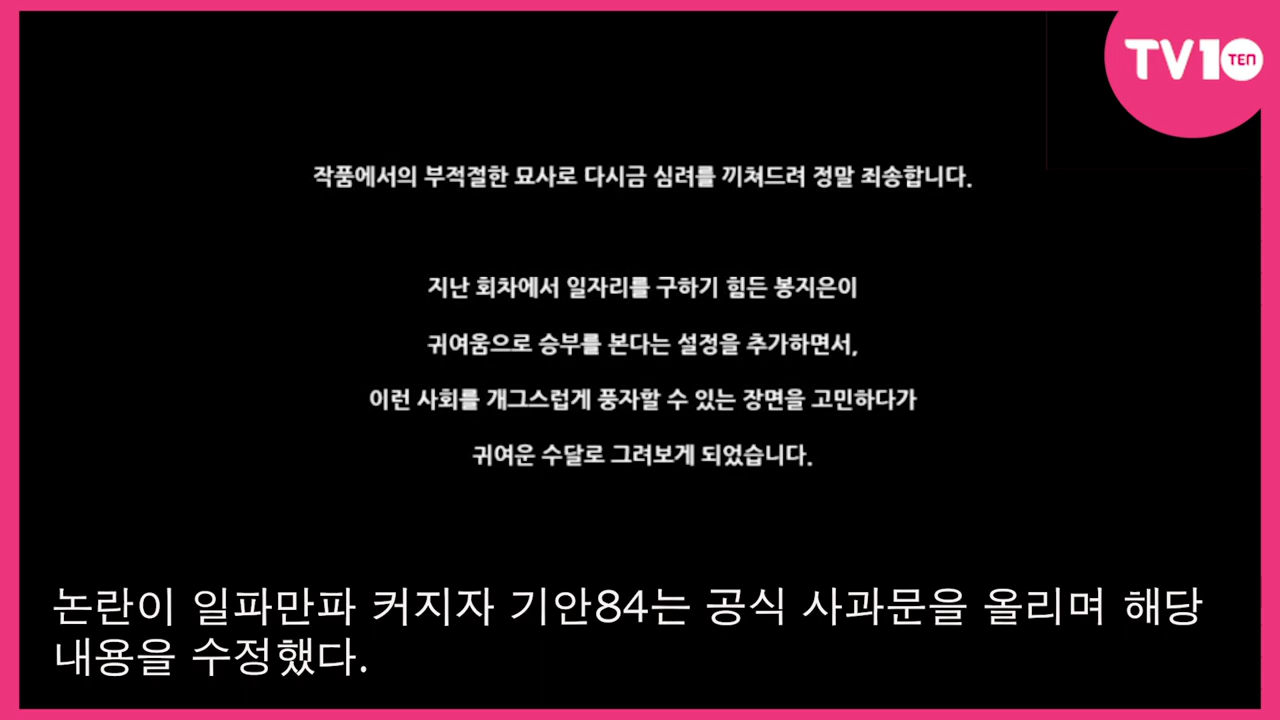 TV10
TEN
작품에서의 부적절한 묘사로 다시금 심려를 끼쳐드려 정말 죄송합니다.
지난 회차에서 일자리를 구하기 힘든 봉지은이
귀여움으로 승부를 본다는 설정을 추가하면서,
이런 사회를 개그스럽게 풍자할 수 있는 장면을 고민하다가
귀여운 수달로 그려보게 되었습니다.
논란이 일파만파 커지자 기안84는 공식 사과문을 올리며 해당
내용을 수정했다.